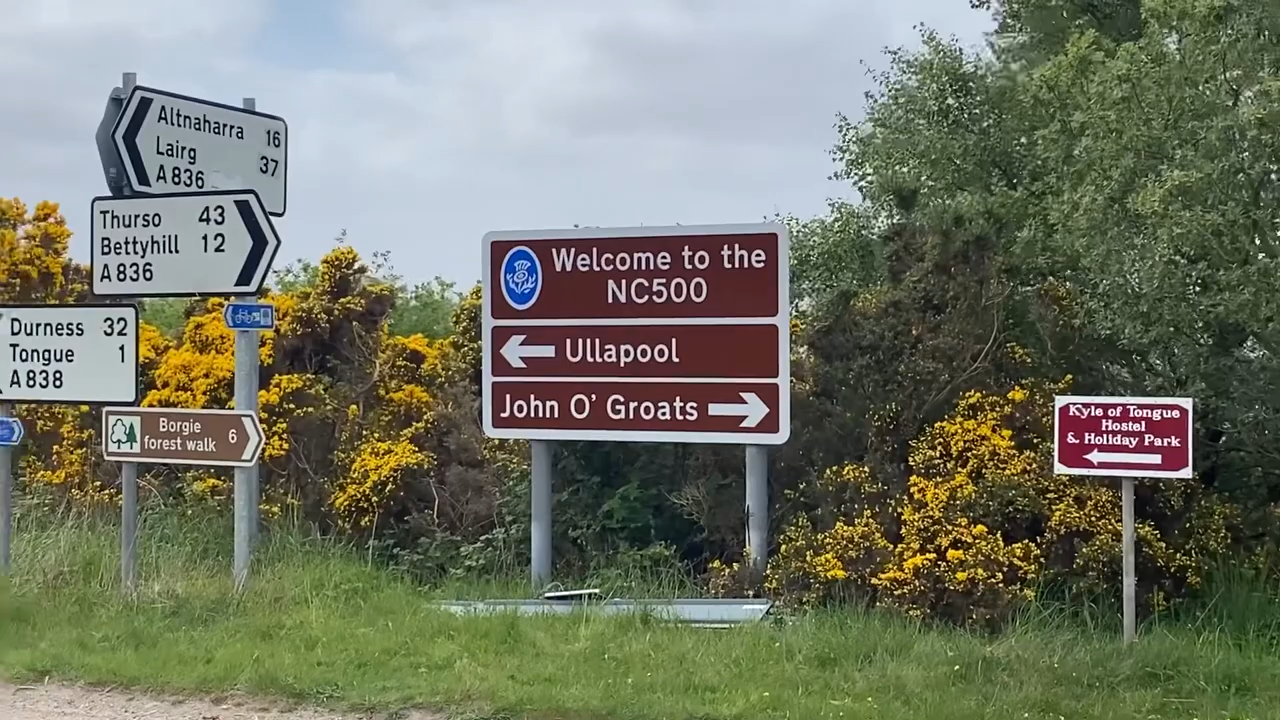 Altnaharra 16
Lairg 37
A 836
Thurso 43
Bettyhill 12
A 836
Durness 32
Tongue 1
A 838
Borgie
forest walk 6
Welcome to the
NC500
Ullapool
John O' Groats
Kyle of Tongue
Hostel
& Holiday Park